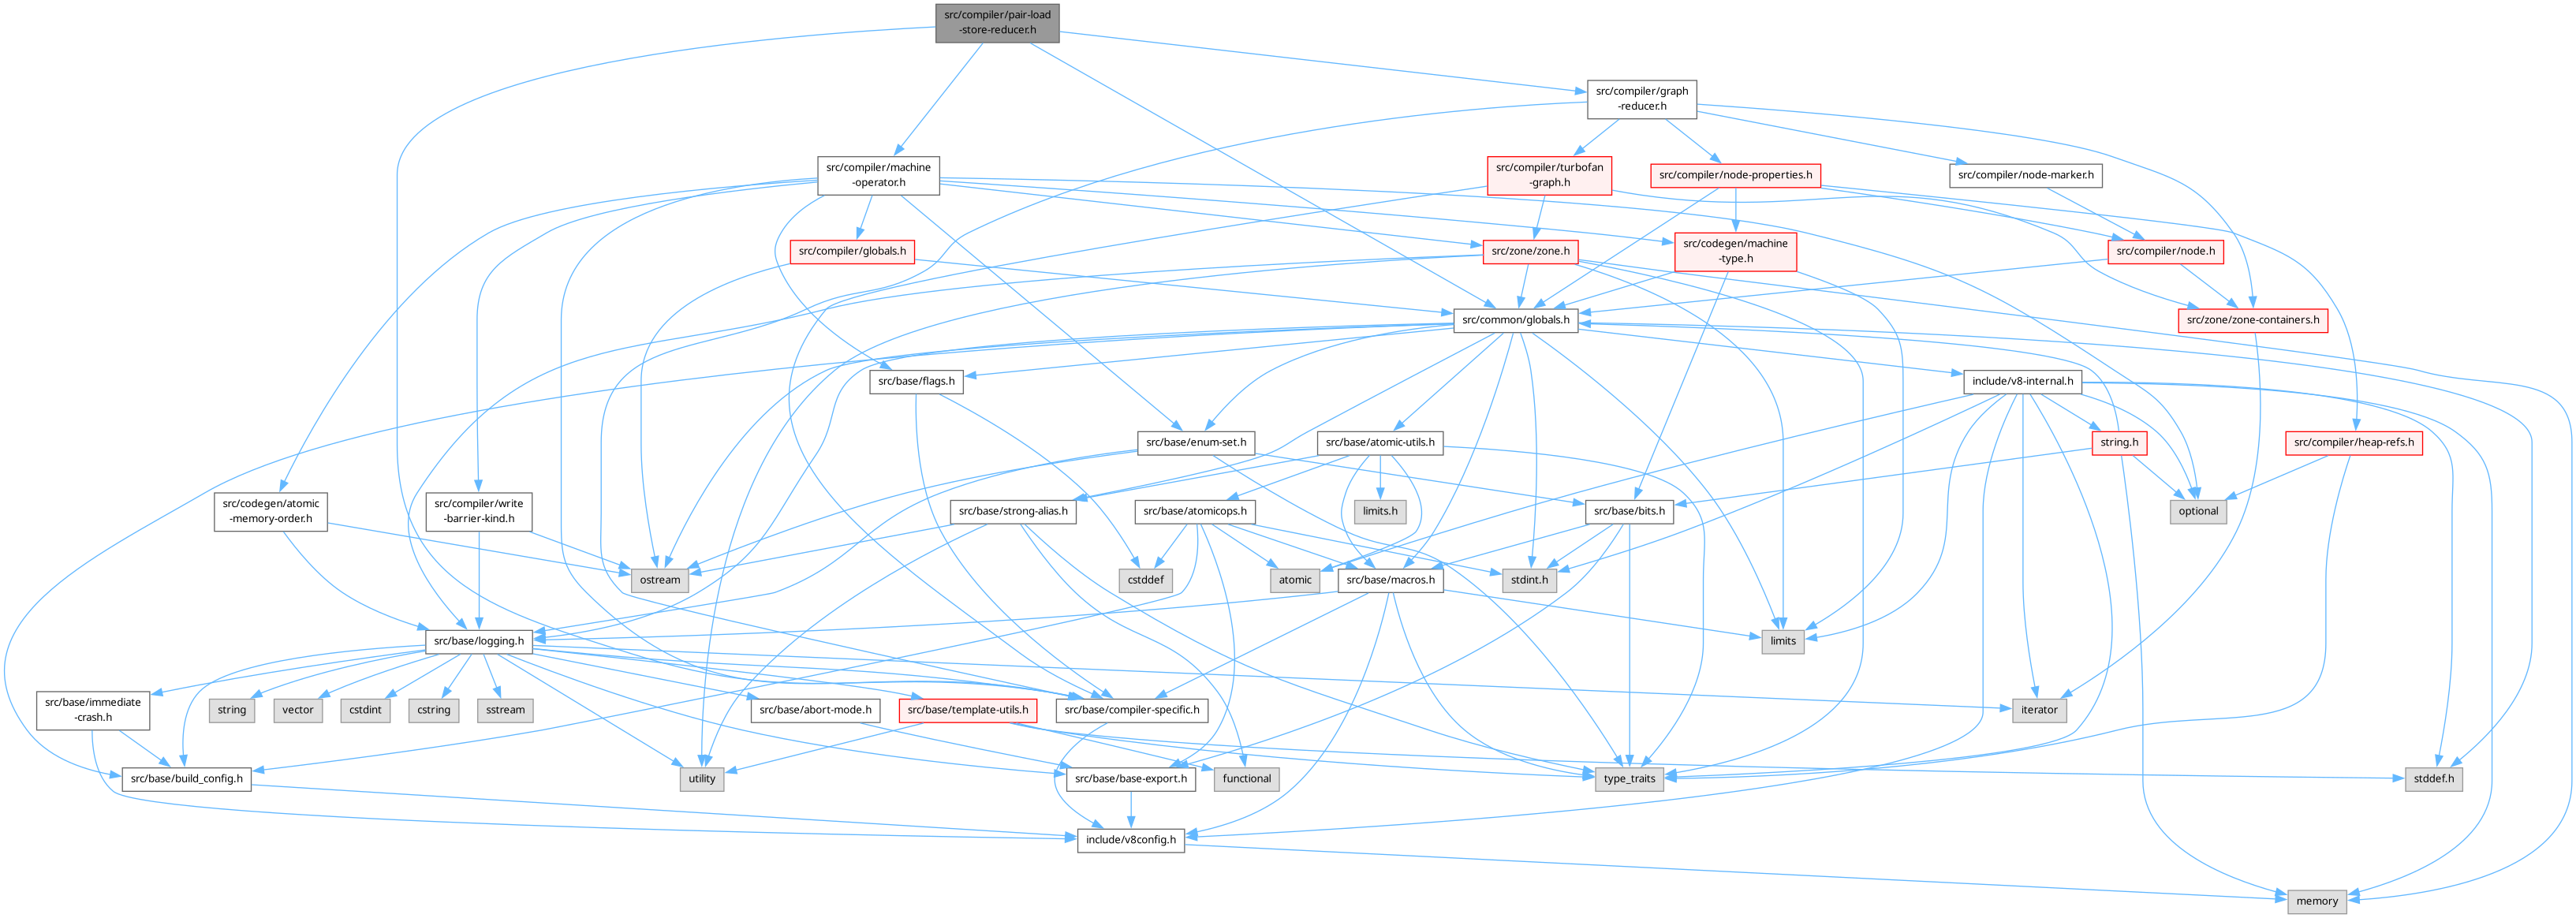 src/compiler/pair-load
-store-reducer.h
src/compiler/graph
-reducer.h
src/compiler/machine
-operator.h
src/compiler/turbofan
-graph.h
src/compiler/node-properties.h
src/compiler/node-marker.h
src/compiler/globals.h
src/zone/zone.h
src/codegen/machine
-type.h
src/compiler/node.h
src/common/globals.h
src/zone/zone-containers.h
src/base/flags.h
include/v8-internal.h
src/base/enum-set.h
src/base/atomic-utils.h
string.h
src/compiler/heap-refs.h
src/codegen/atomic
-memory-order.h
src/compiler/write
-barrier-kind.h
src/base/strong-alias.h
src/base/atomicops.h
limits.h
src/base/bits.h
optional
ostream
cstddef
atomic
src/base/macros.h
stdint.h
src/base/logging.h
limits
src/base/immediate
-crash.h
string
vector
cstdint
cstring
sstream
src/base/abort-mode.h
src/base/template-utils.h
src/base/compiler-specific.h
iterator
src/base/build_config.h
utility
src/base/base-export.h
functional
type_traits
stddef.h
include/v8config.h
memory